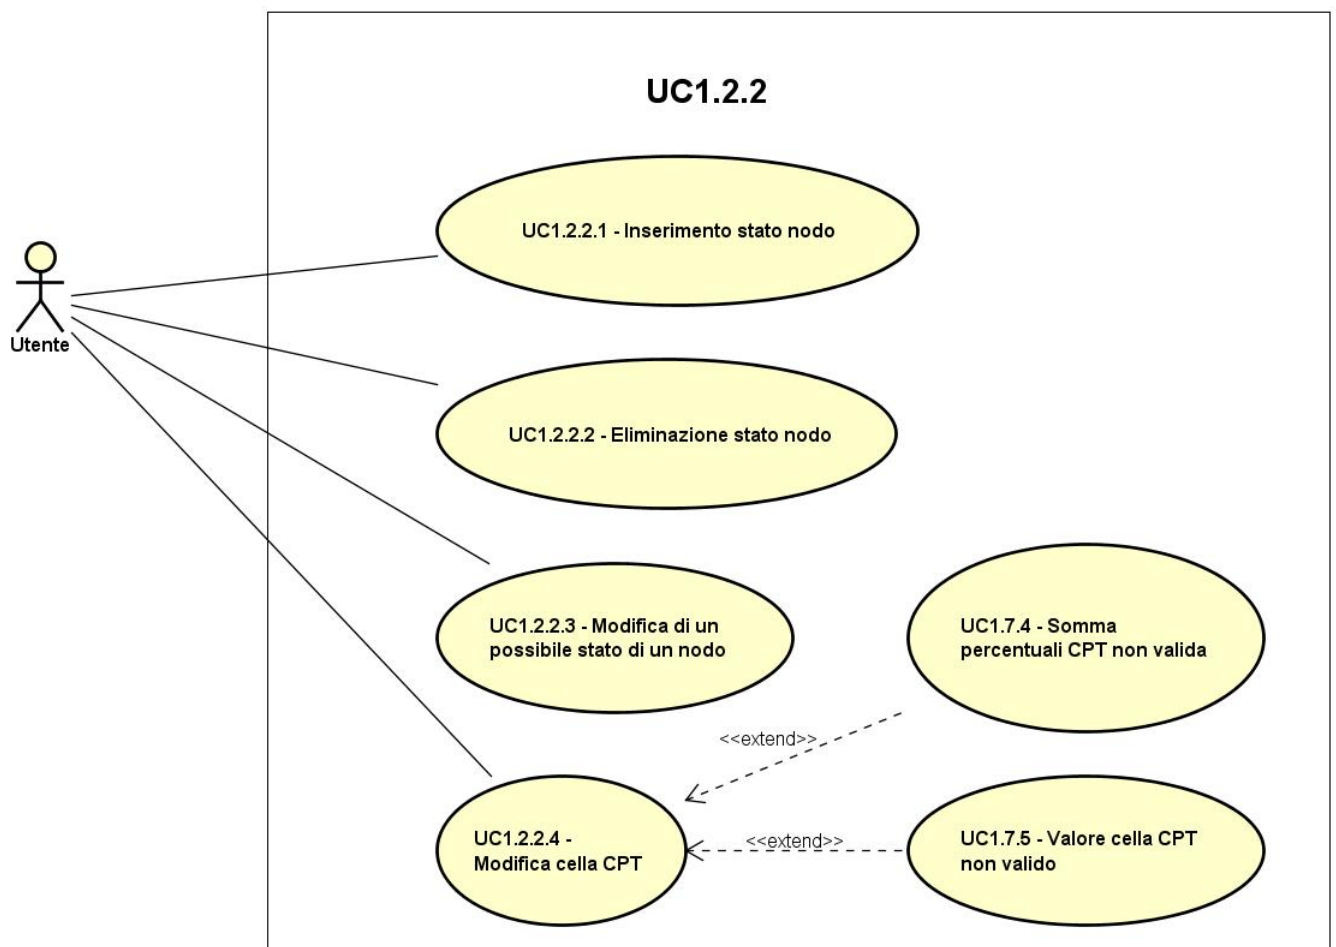 UC1.2.2
UC1.2.2.1 - Inserimento stato nodo
Utente
UC1.2.2.2 - Eliminazione stato nodo
UC1.2.2.3 - Modifica di un
possibile stato di un nodo
UC1.7.4 - Somma
percentuali CPT non valida
<<extend>>
UC1.2.2.4 -
Modifica cella CPT
<<extend>>
UC1.7.5 - Valore cella CPT
non valido